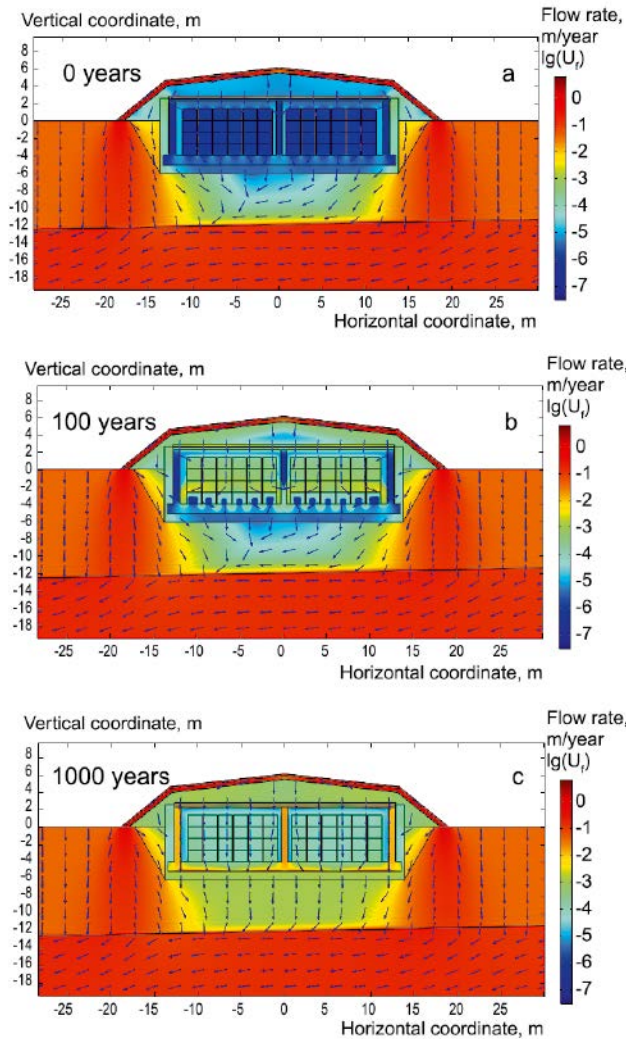 Vertical coordinate, m
Flow rate,
m/year
lg(Uf)
0 years
a
8
6
4
2
0
-2
-4
-6
-8
-10
-12
-14
-16
-18
0
-1
-2
-3
-4
-5
-6
-7
-25 -20 -15 -10 -5 0 5 10 15 20 25
Horizontal coordinate, m
Vertical coordinate, m
Flow rate,
m/year
lg(Uf)
100 years
b
8
6
4
2
0
-2
-4
-6
-8
-10
-12
-14
-16
-18
0
-1
-2
-3
-4
-5
-6
-7
-25 -20 -15 -10 -5 0 5 10 15 20 25
Horizontal coordinate, m
Vertical coordinate, m
Flow rate,
m/year
lg(Uf)
1000 years
c
8
6
4
2
0
-2
-4
-6
-8
-10
-12
-14
-16
-18
0
-1
-2
-3
-4
-5
-6
-7
-25 -20 -15 -10 -5 0 5 10 15 20 25
Horizontal coordinate, m